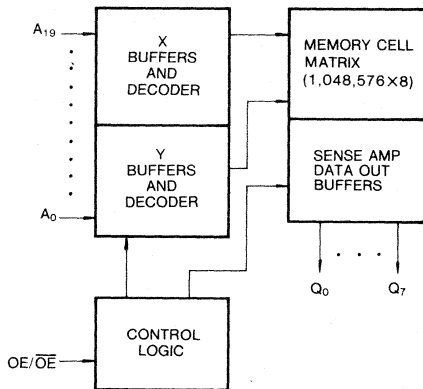 A19
X
BUFFERS
AND
DECODER
MEMORY CELL
MATRIX
(1,048,576×8)
Y
BUFFERS
AND
DECODER
SENSE AMP
DATA OUT
BUFFERS
A0
Q0
Q7
CONTROL
LOGIC
OE/O̅E̅